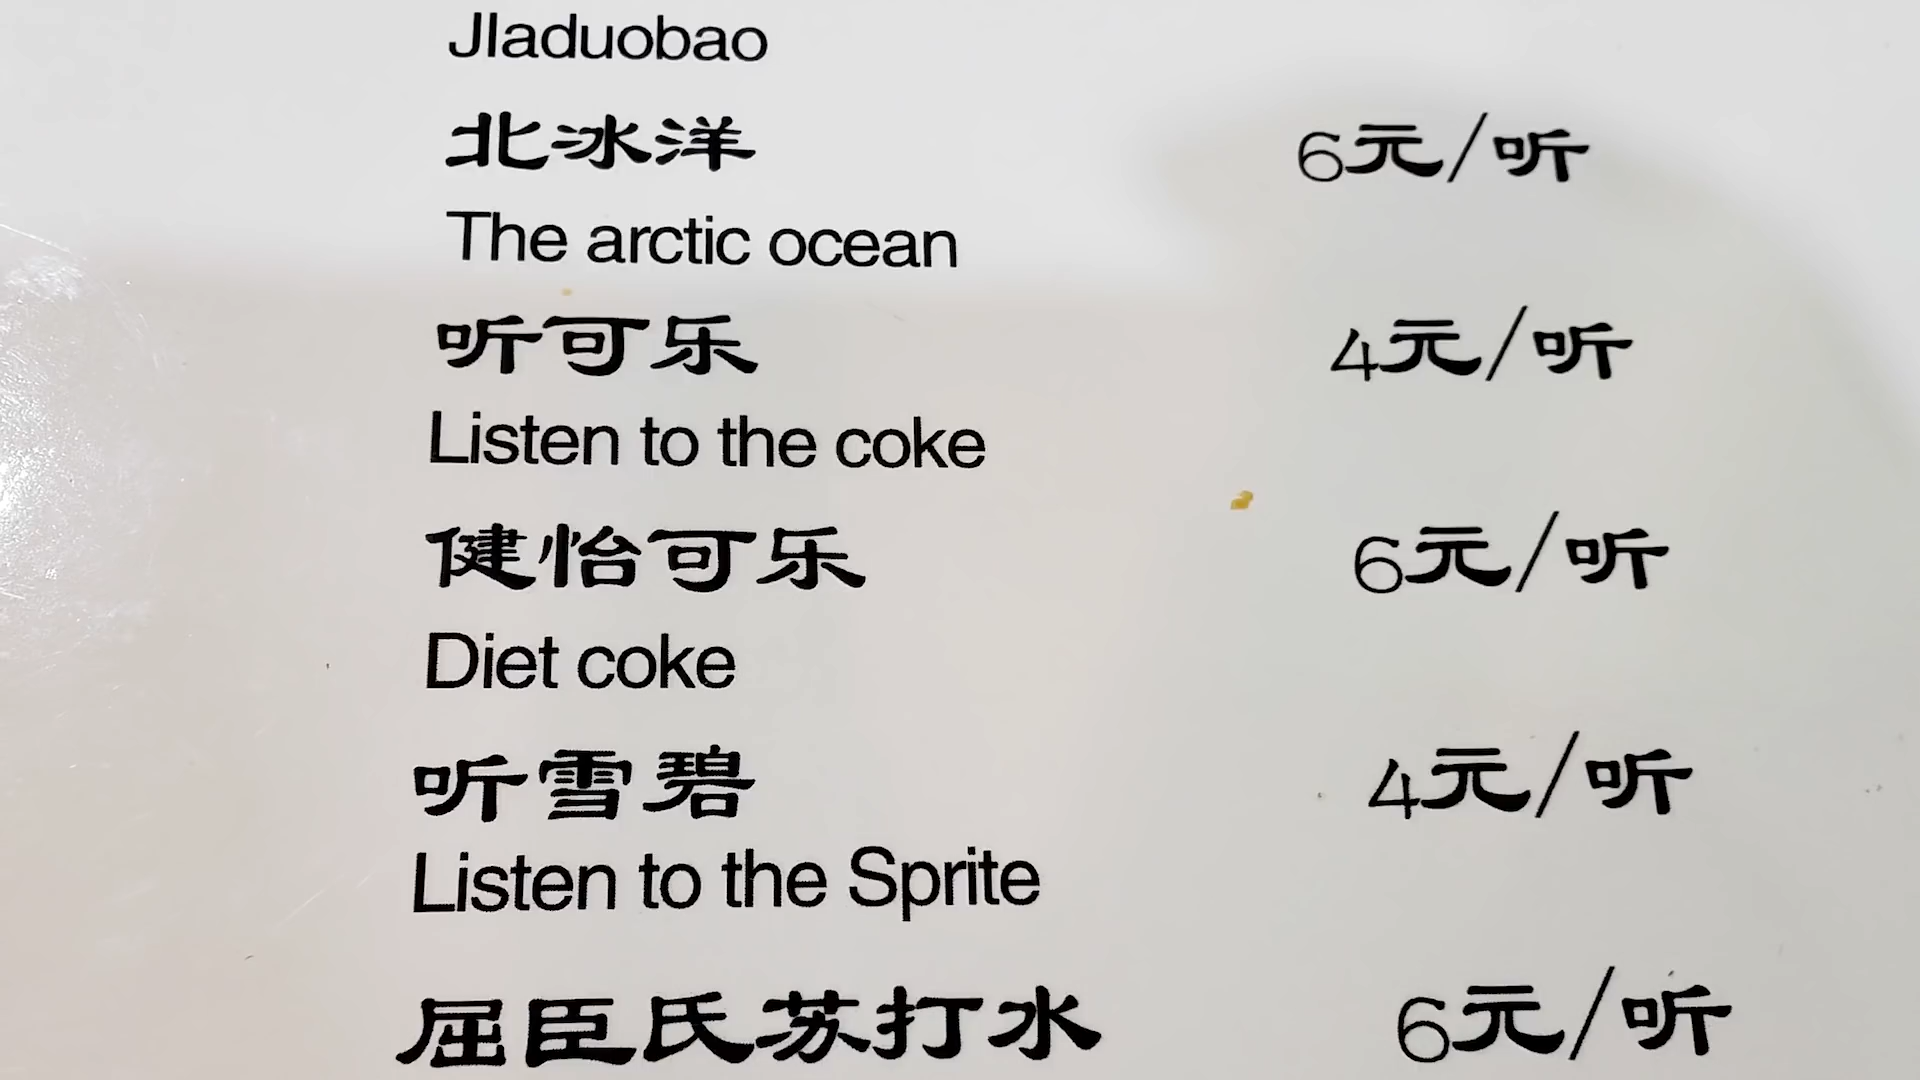 JIaduobao
北冰洋 6元/听
The arctic ocean
听可乐 4元/听
Listen to the coke
健怡可乐 6元/听
Diet coke
听雪碧 4元/听
Listen to the Sprite
屈臣氏苏打水 6元/听